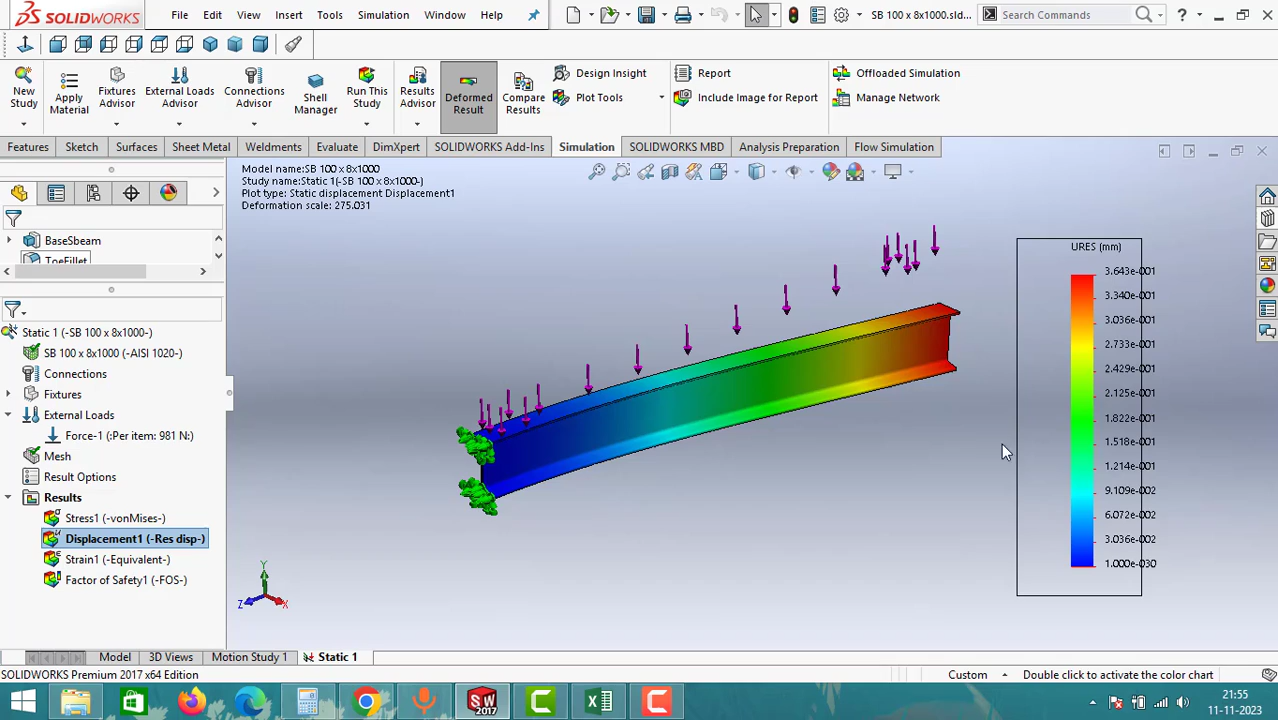 SOLIDWORKS File Edit View Insert Tools Simulation Window Help SB 100 x 8x1000.sld... Search Commands
New Study
Apply Material
Fixtures Advisor
External Loads Advisor
Connections Advisor
Shell Manager
Run This Study
Results Advisor
Deformed Result
Compare Results
Design Insight
Plot Tools
Report
Include Image for Report
Offloaded Simulation
Manage Network
Features Sketch Surfaces Sheet Metal Weldments Evaluate DimXpert SOLIDWORKS Add-Ins Simulation SOLIDWORKS MBD Analysis Preparation Flow Simulation
Model name:SB 100 x 8x1000
Study name:Static 1(-SB 100 x 8x1000-)
Plot type: Static displacement Displacement1
Deformation scale: 275.031
BaseSbeam
ToeFillet
Static 1 (-SB 100 x 8x1000-)
SB 100 x 8x1000 (-AISI 1020-)
Connections
Fixtures
External Loads
Force-1 (:Per item: 981 N:)
Mesh
Result Options
Results
Stress1 (-vonMises-)
Displacement1 (-Res disp-)
Strain1 (-Equivalent-)
Factor of Safety1 (-FOS-)
URES (mm)
3.643e-001
3.340e-001
3.036e-001
2.733e-001
2.429e-001
2.125e-001
1.822e-001
1.518e-001
1.214e-001
9.109e-002
6.072e-002
3.036e-002
1.000e-030
Y
Z X
Model 3D Views Motion Study 1 Static 1
SOLIDWORKS Premium 2017 x64 Edition Custom Double click to activate the color chart
SW 2017
21:55
11-11-2023